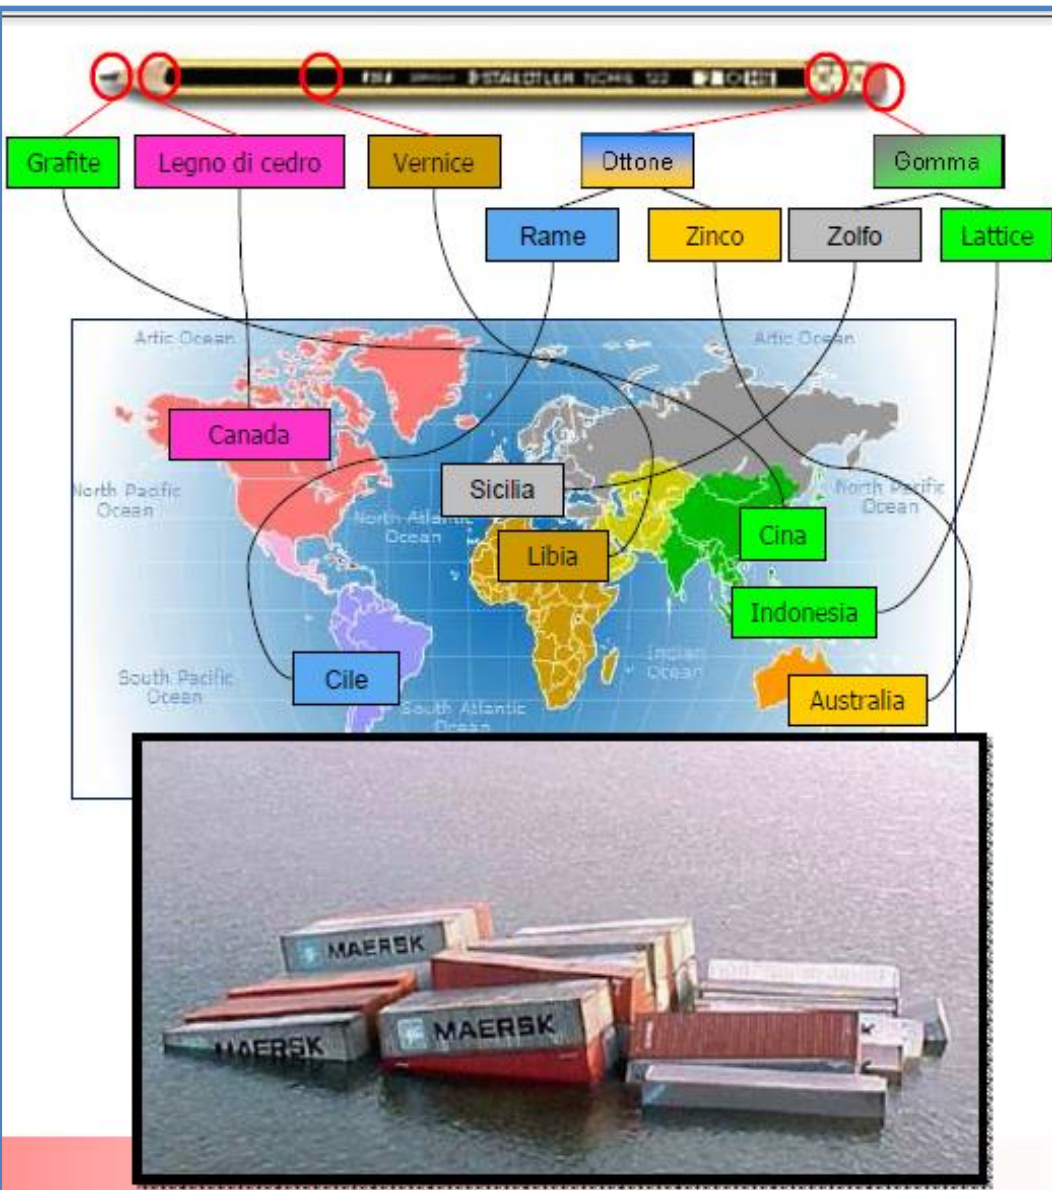 STAEDTLER NORIS 122
Grafite
Legno di cedro
Vernice
Ottone
Gomma
Rame
Zinco
Zolfo
Lattice
Artic Ocean
Artic Ocean
Canada
North Pacific
Ocean
Sicilia
North Pacific
Ocean
North Atlantic
Ocean
Cina
Libia
Indonesia
Indian
Ocean
South Pacific
Ocean
Cile
Australia
South Atlantic
Ocean
MAERSK
MAERSK
MAERSK